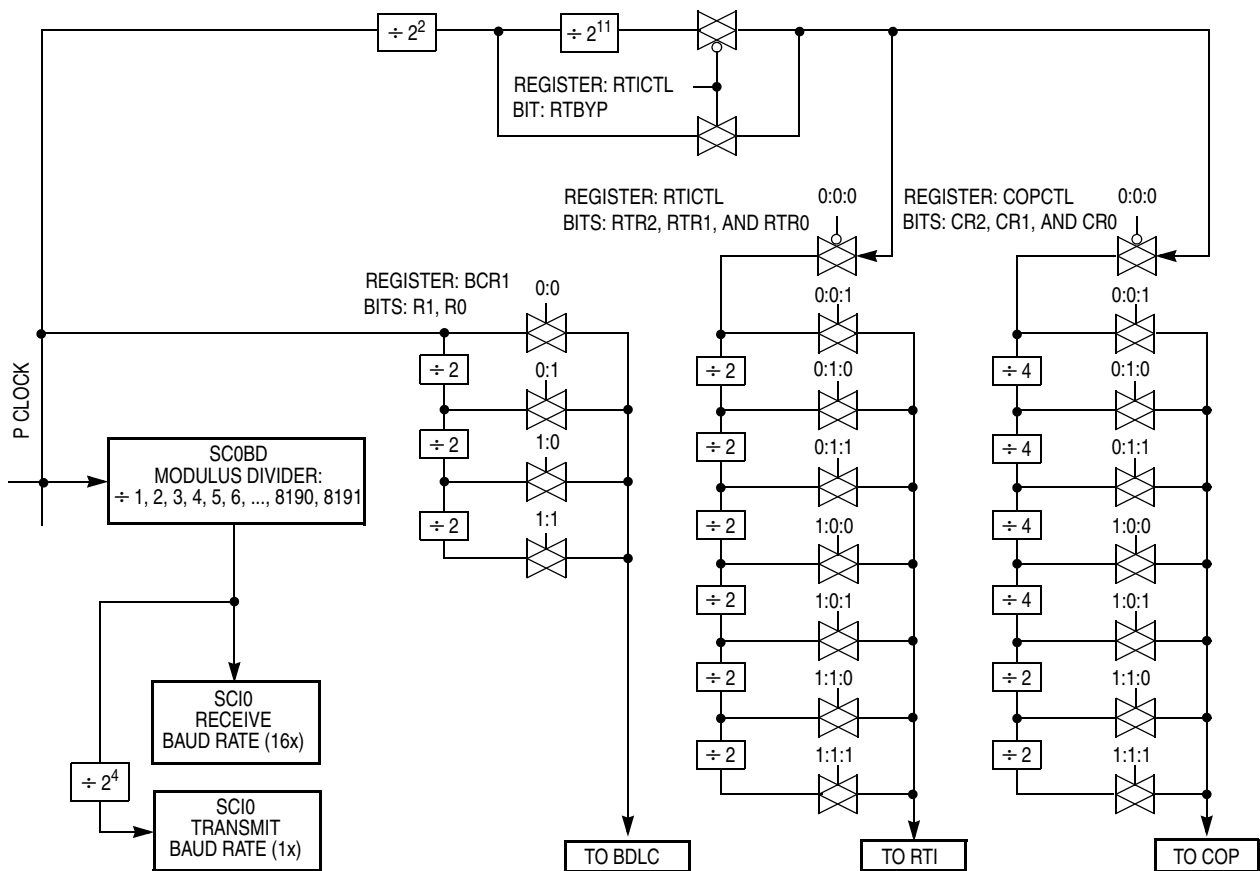 ÷ 2²
÷ 2¹¹
REGISTER: RTICTL
BIT: RTBYP
REGISTER: RTICTL
BITS: RTR2, RTR1, AND RTR0
0:0:0
REGISTER: COPCTL
BITS: CR2, CR1, AND CR0
0:0:0
REGISTER: BCR1
BITS: R1, R0
0:0
0:0:1
0:0:1
P CLOCK
÷ 2
÷ 2
÷ 4
0:1
0:1:0
0:1:0
SC0BD
MODULUS DIVIDER:
÷ 1, 2, 3, 4, 5, 6, ..., 8190, 8191
÷ 2
÷ 2
÷ 4
1:0
0:1:1
0:1:1
÷ 2
÷ 2
÷ 4
1:1
1:0:0
1:0:0
÷ 2
÷ 4
1:0:1
1:0:1
÷ 2
÷ 2
1:1:0
1:1:0
SCI0
RECEIVE
BAUD RATE (16x)
÷ 2
÷ 2
1:1:1
1:1:1
÷ 2⁴
SCI0
TRANSMIT
BAUD RATE (1x)
TO BDLC
TO RTI
TO COP